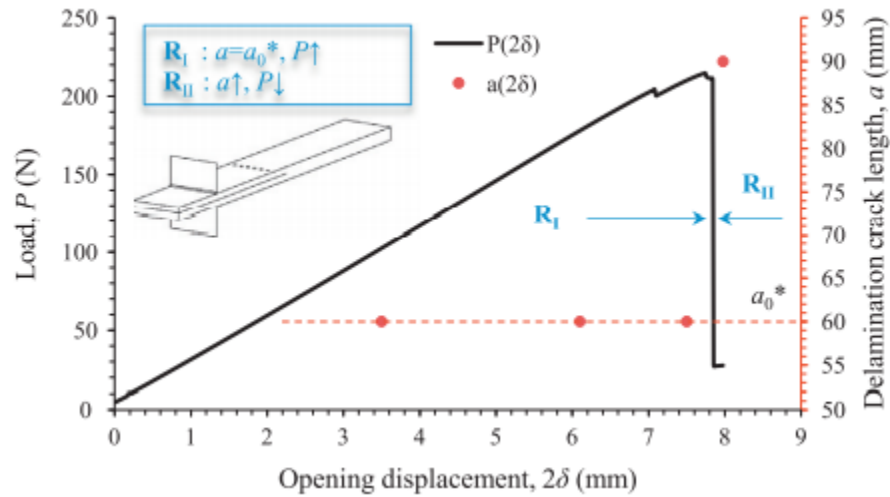 R_I : a=a₀*, P↑
R_II : a↑, P↓
P(2δ)
a(2δ)
R_I
R_II
a₀*
Load, P (N)
250
200
150
100
50
0
0 1 2 3 4 5 6 7 8 9
Opening displacement, 2δ (mm)
95
90
85
80
75
70
65
60
55
50
Delamination crack length, a (mm)